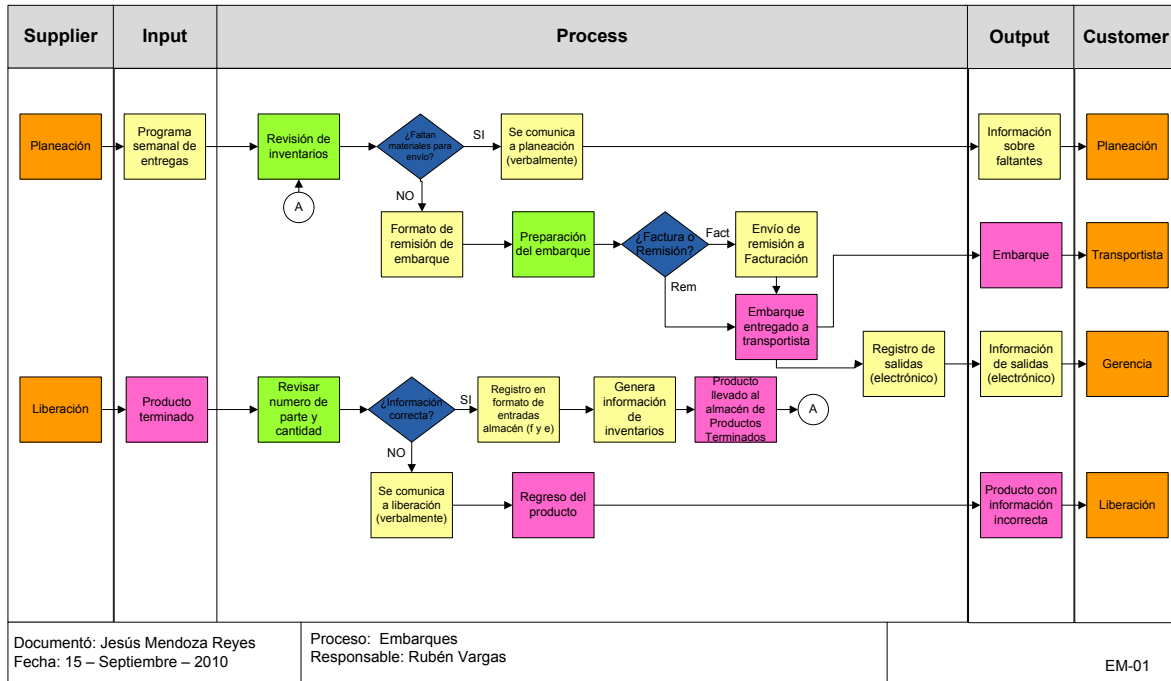 Supplier
Input
Process
Output
Customer
Planeación
Programa
semanal de
entregas
Revisión de
inventarios
¿Faltan
materiales para
envío?
SI
Se comunica
a planeación
(verbalmente)
Información
sobre
faltantes
Planeación
A
NO
Formato de
remisión de
embarque
Preparación
del embarque
¿Factura o
Remisión?
Fact
Envío de
remisión a
Facturación
Rem
Embarque
entregado a
transportista
Embarque
Transportista
Registro de
salidas
(electrónico)
Información
de salidas
(electrónico)
Gerencia
Liberación
Producto
terminado
Revisar
numero de
parte y
cantidad
¿Información
correcta?
SI
Registro en
formato de
entradas
almacén (f y e)
Genera
información
de
inventarios
Producto
llevado al
almacén de
Productos
Terminados
A
NO
Se comunica
a liberación
(verbalmente)
Regreso del
producto
Producto con
información
incorrecta
Liberación
Documentó: Jesús Mendoza Reyes
Fecha: 15 – Septiembre – 2010
Proceso: Embarques
Responsable: Rubén Vargas
EM-01